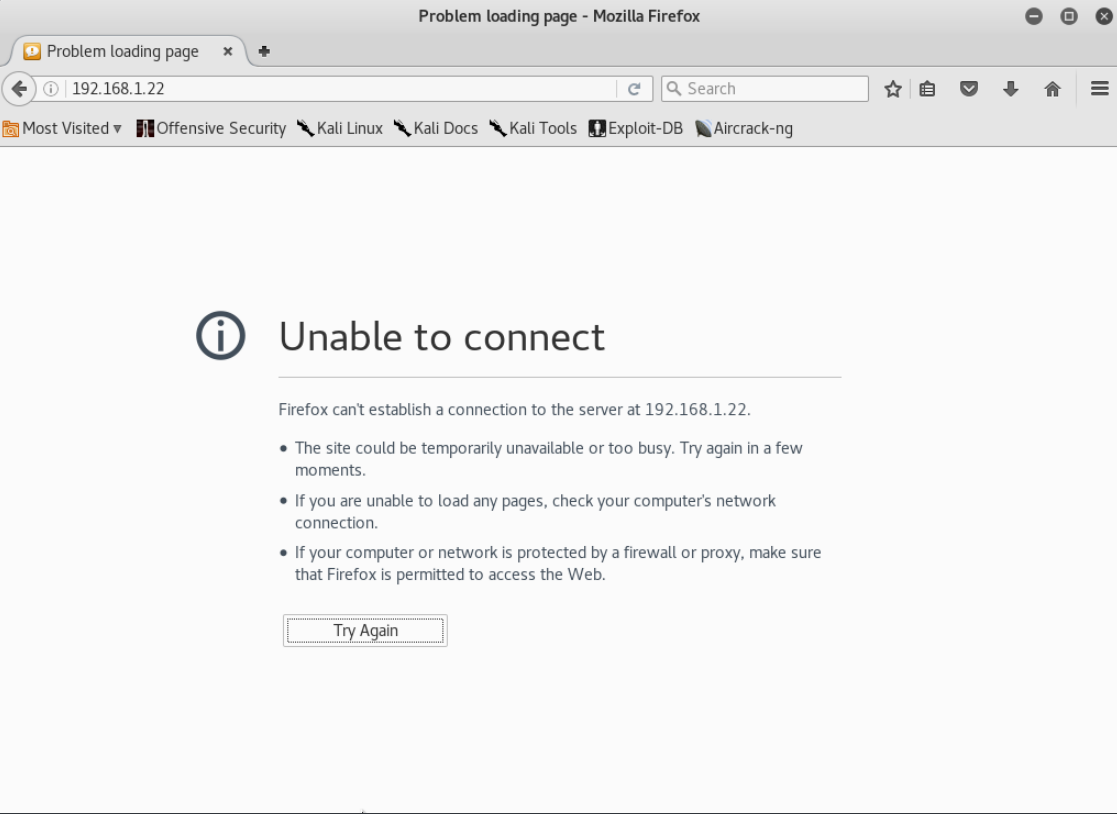 Problem loading page - Mozilla Firefox
Problem loading page
192.168.1.22
Search
Most Visited
Offensive Security
Kali Linux
Kali Docs
Kali Tools
Exploit-DB
Aircrack-ng
Unable to connect
Firefox can't establish a connection to the server at 192.168.1.22.
• The site could be temporarily unavailable or too busy. Try again in a few
moments.
• If you are unable to load any pages, check your computer's network
connection.
• If your computer or network is protected by a firewall or proxy, make sure
that Firefox is permitted to access the Web.
Try Again